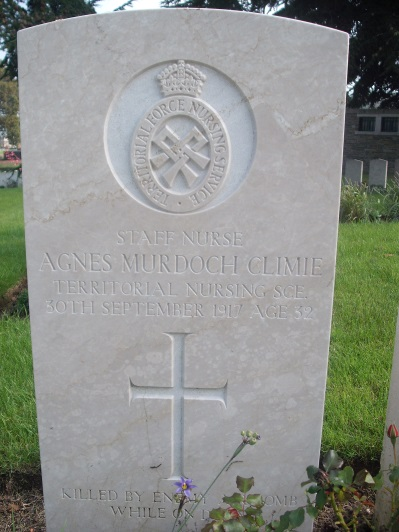 TERRITORIAL FORCE NURSING SERVICE
STAFF NURSE
AGNES MURDOCH CLIMIE
TERRITORIAL NURSING SCE.
30TH SEPTEMBER 1917 AGE 32
KILLED BY ENEMY BOMB
WHILE ON